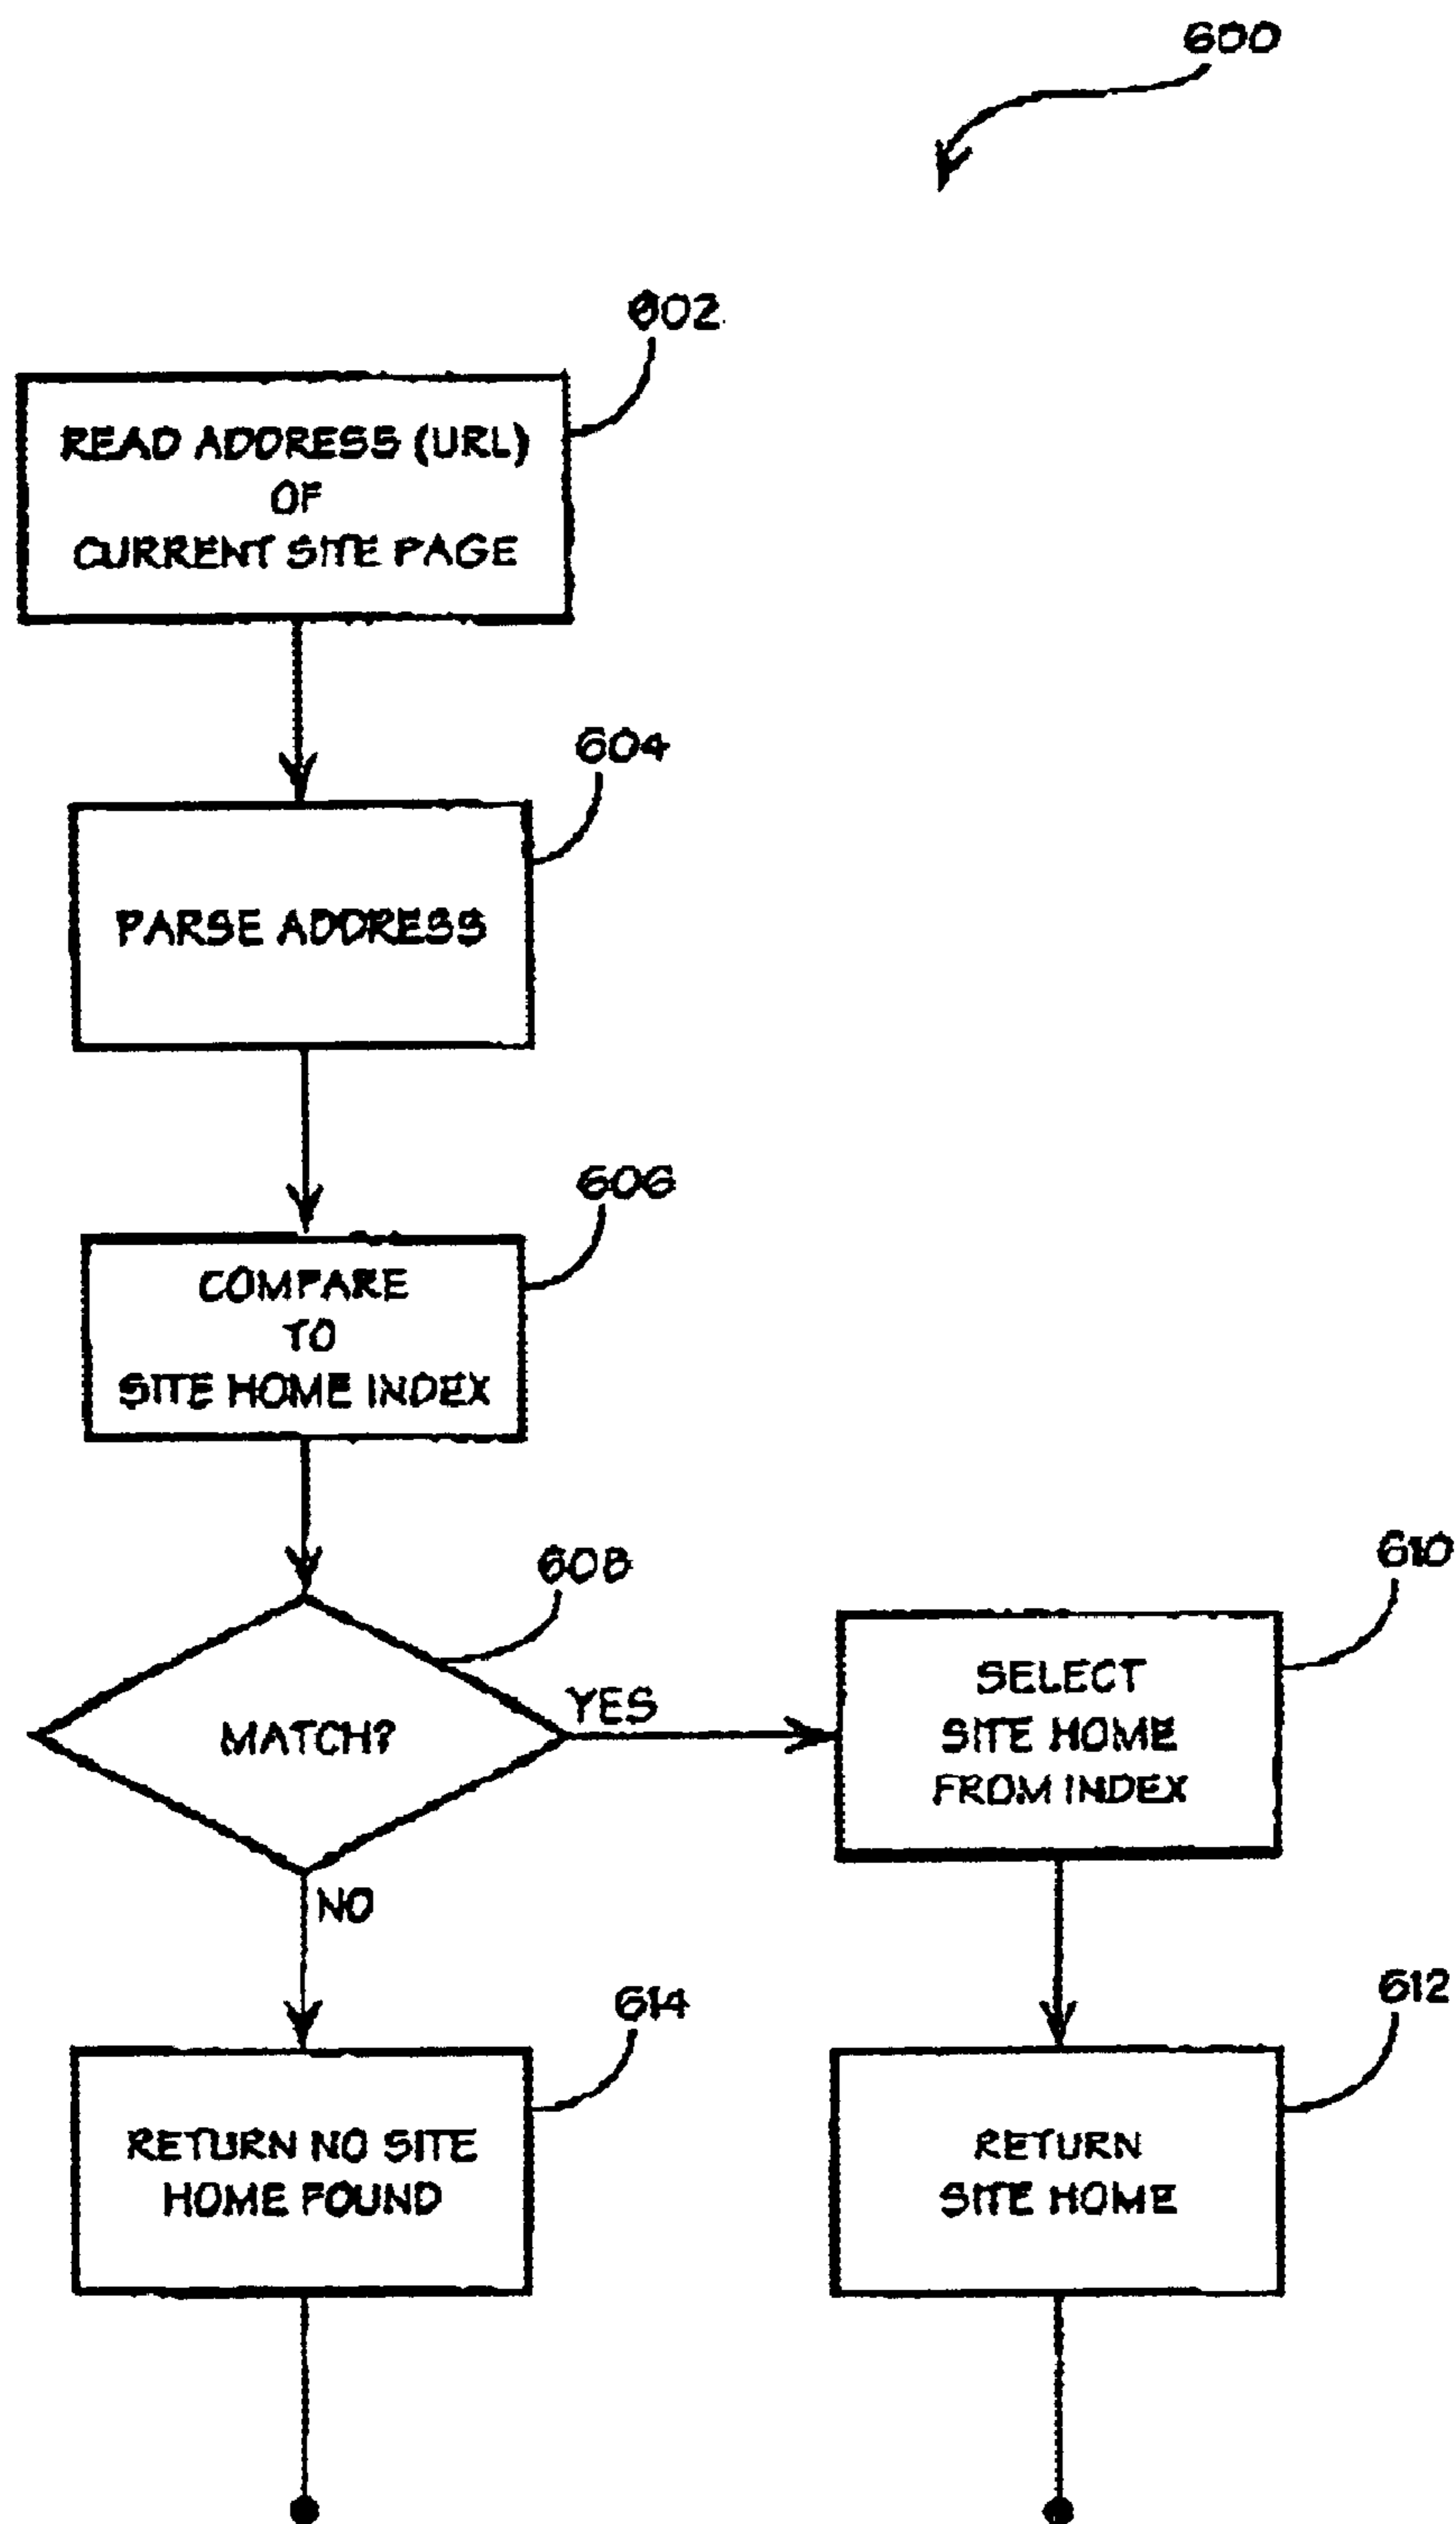 600
602
READ ADDRESS (URL)
OF
CURRENT SITE PAGE
604
PARSE ADDRESS
606
COMPARE
TO
SITE HOME INDEX
608
MATCH?
YES
610
SELECT
SITE HOME
FROM INDEX
NO
614
RETURN NO SITE
HOME FOUND
612
RETURN
SITE HOME